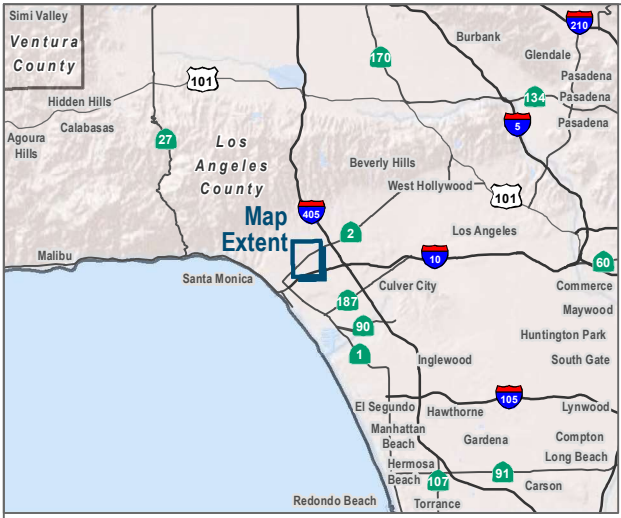 Simi Valley
Ventura
County
210
Burbank
170
Glendale
Pasadena
101
134
Pasadena
Hidden Hills
Calabasas
5
Pasadena
Agoura
Hills
27
Los
Angeles
County
Beverly Hills
West Hollywood
101
405
Map
Extent
2
Los Angeles
Malibu
10
60
Santa Monica
Culver City
Commerce
187
Maywood
90
Huntington Park
1
Inglewood
South Gate
105
El Segundo
Hawthorne
Lynwood
Manhattan
Beach
Gardena
Compton
Long Beach
Hermosa
Beach
107
91
Carson
Redondo Beach
Torrance